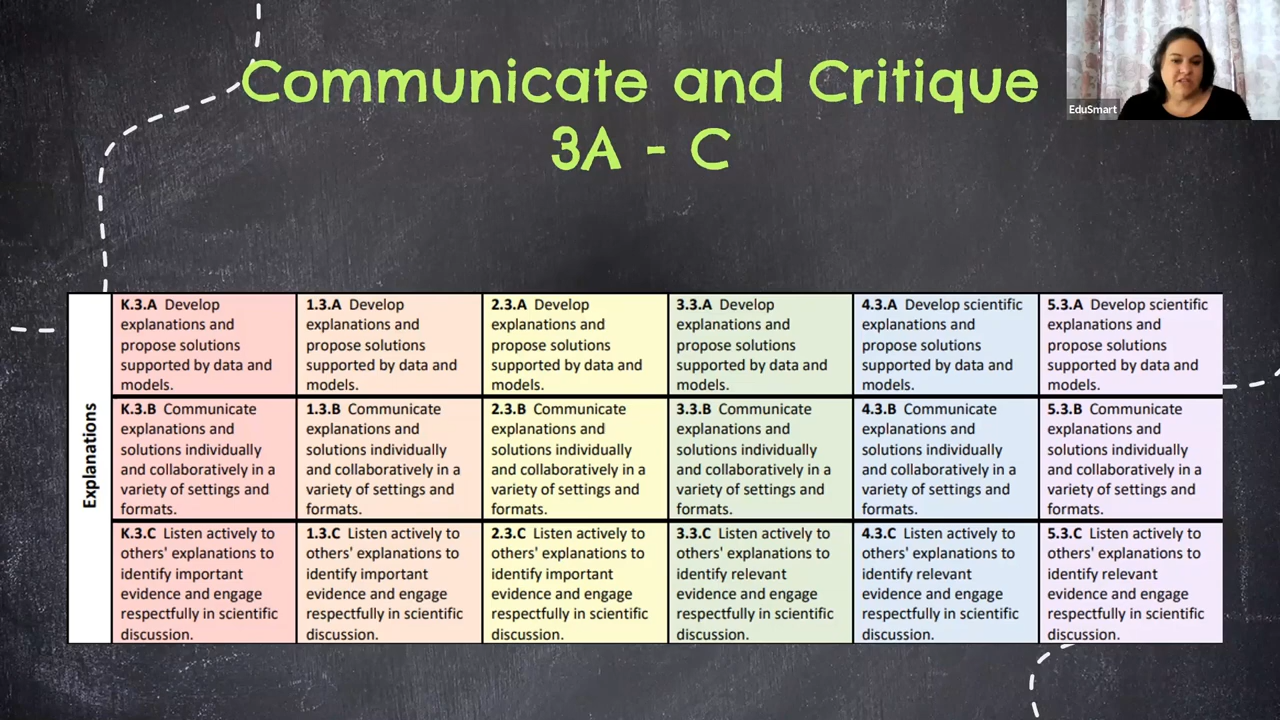 Communicate and Critique
3A - C
EduSmart
Explanations
K.3.A Develop
explanations and
propose solutions
supported by data and
models.
1.3.A Develop
explanations and
propose solutions
supported by data and
models.
2.3.A Develop
explanations and
propose solutions
supported by data and
models.
3.3.A Develop
explanations and
propose solutions
supported by data and
models.
4.3.A Develop scientific
explanations and
propose solutions
supported by data and
models.
5.3.A Develop scientific
explanations and
propose solutions
supported by data and
models.
K.3.B Communicate
explanations and
solutions individually
and collaboratively in a
variety of settings and
formats.
1.3.B Communicate
explanations and
solutions individually
and collaboratively in a
variety of settings and
formats.
2.3.B Communicate
explanations and
solutions individually
and collaboratively in a
variety of settings and
formats.
3.3.B Communicate
explanations and
solutions individually
and collaboratively in a
variety of settings and
formats.
4.3.B Communicate
explanations and
solutions individually
and collaboratively in a
variety of settings and
formats.
5.3.B Communicate
explanations and
solutions individually
and collaboratively in a
variety of settings and
formats.
K.3.C Listen actively to
others' explanations to
identify important
evidence and engage
respectfully in scientific
discussion.
1.3.C Listen actively to
others' explanations to
identify important
evidence and engage
respectfully in scientific
discussion.
2.3.C Listen actively to
others' explanations to
identify important
evidence and engage
respectfully in scientific
discussion.
3.3.C Listen actively to
others' explanations to
identify relevant
evidence and engage
respectfully in scientific
discussion.
4.3.C Listen actively to
others' explanations to
identify relevant
evidence and engage
respectfully in scientific
discussion.
5.3.C Listen actively to
others' explanations to
identify relevant
evidence and engage
respectfully in scientific
discussion.